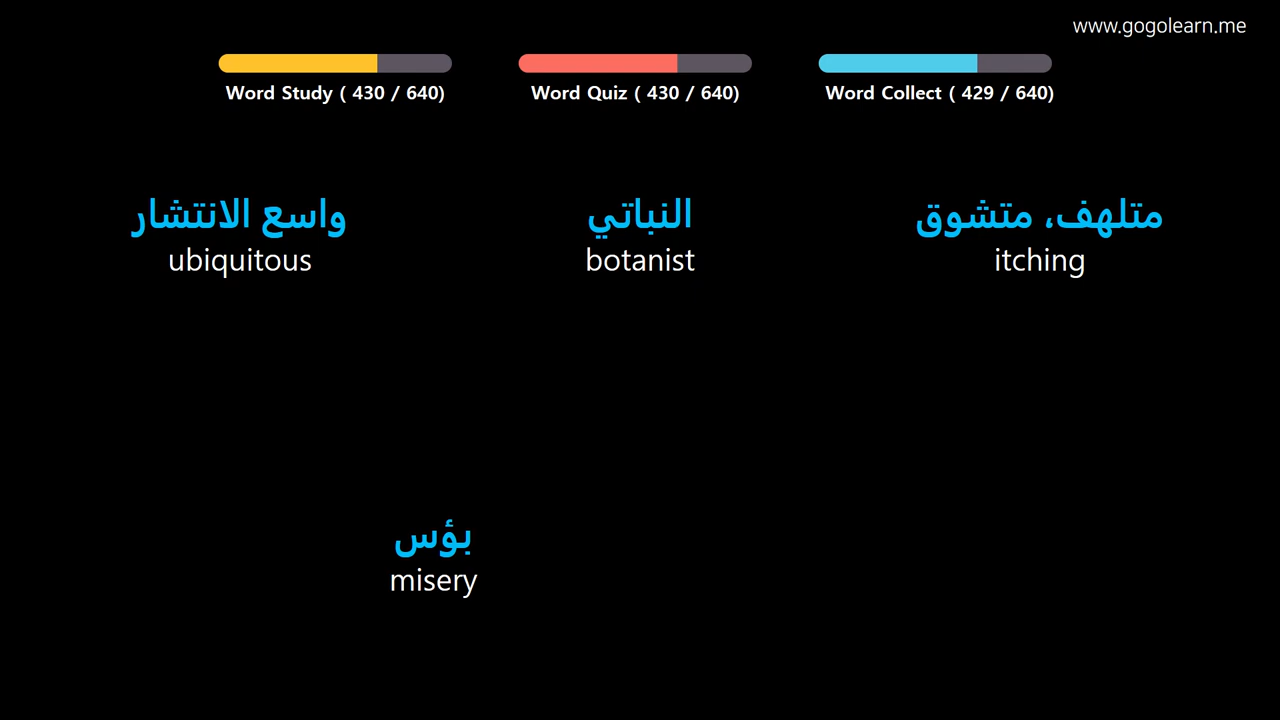 www.gogolearn.me
Word Study ( 430 / 640)
Word Quiz ( 430 / 640)
Word Collect ( 429 / 640)
واسع الانتشار
ubiquitous
النباتي
botanist
متلهف، متشوق
itching
بؤس
misery